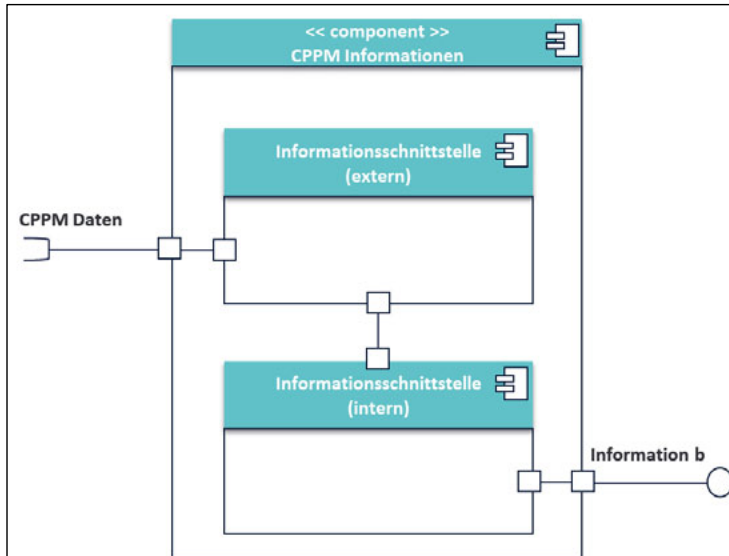 << component >>
CPPM Informationen
Informationsschnittstelle
(extern)
CPPM Daten
Informationsschnittstelle
(intern)
Information b